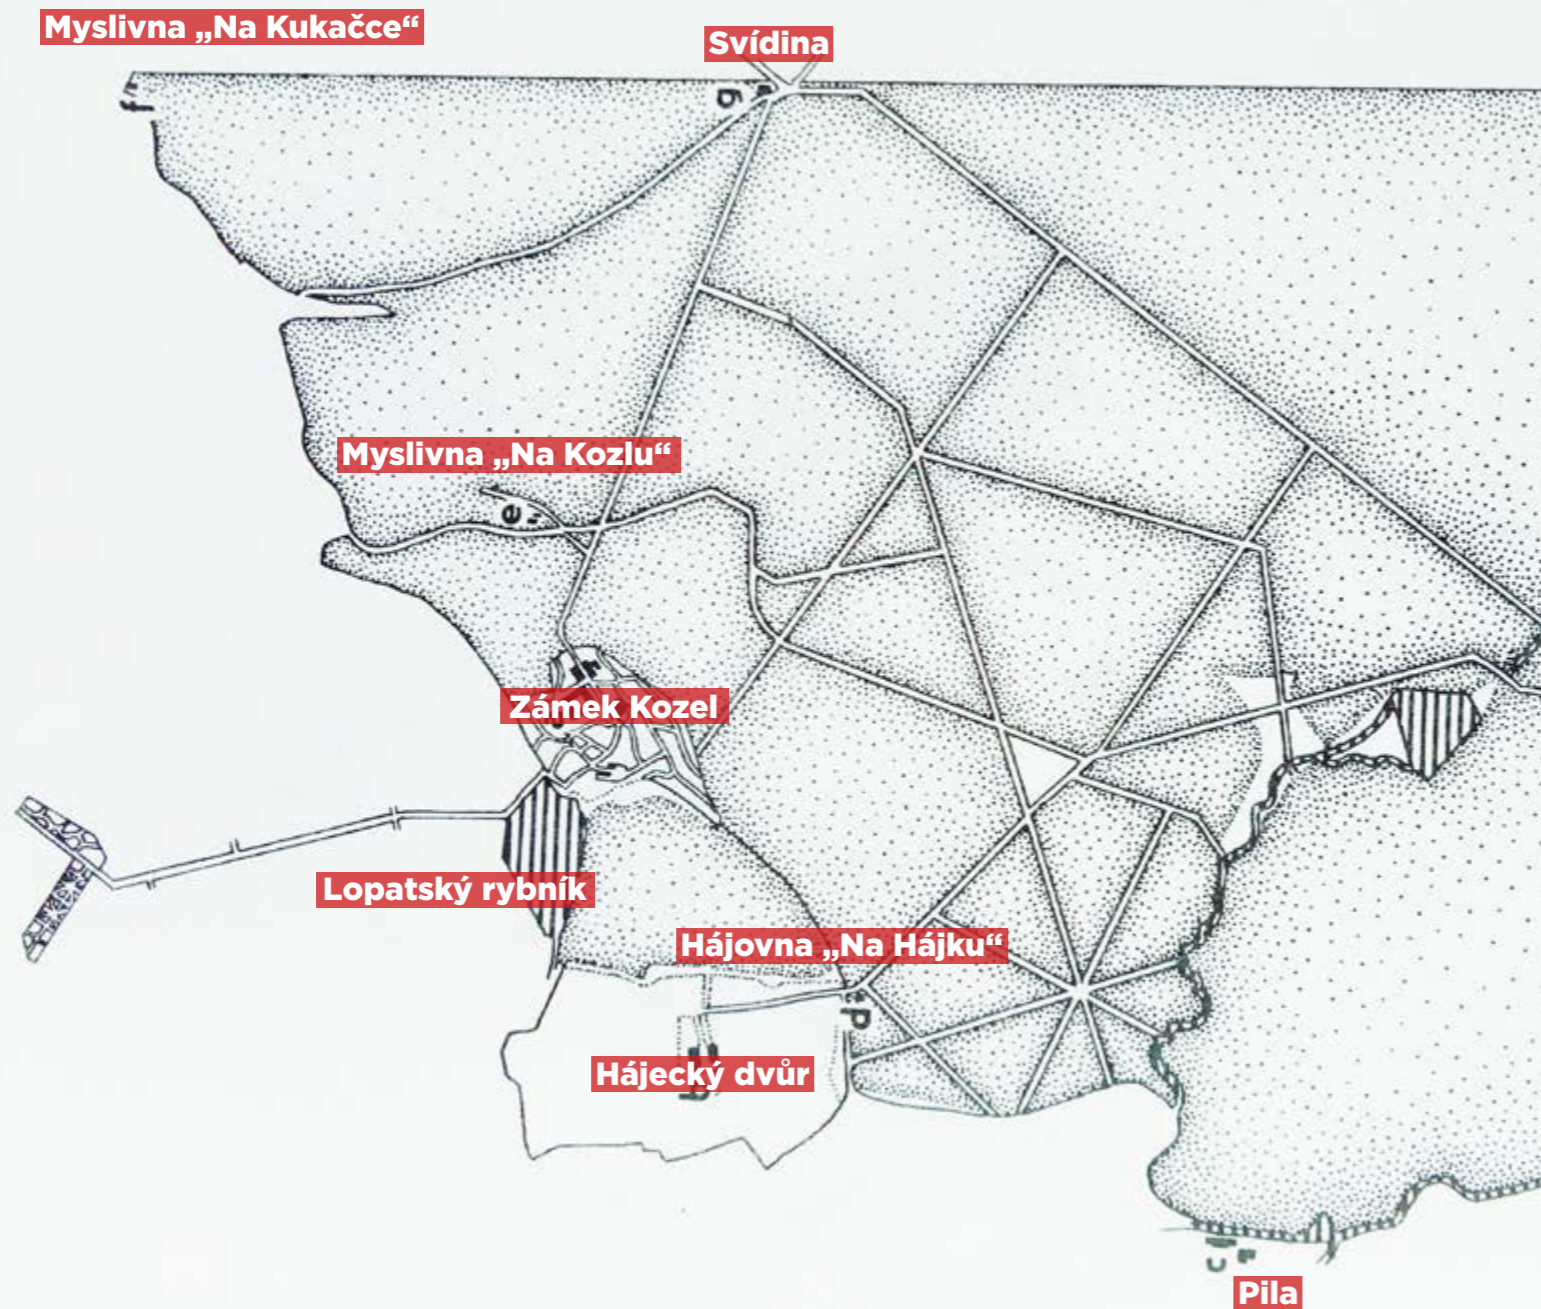 Myslivna „Na Kukačce“
Svídina
f
g
Myslivna „Na Kozlu“
e
Zámek Kozel
Lopatský rybník
Hájovna „Na Hájku“
d
Hájecký dvůr
b
c
Pila